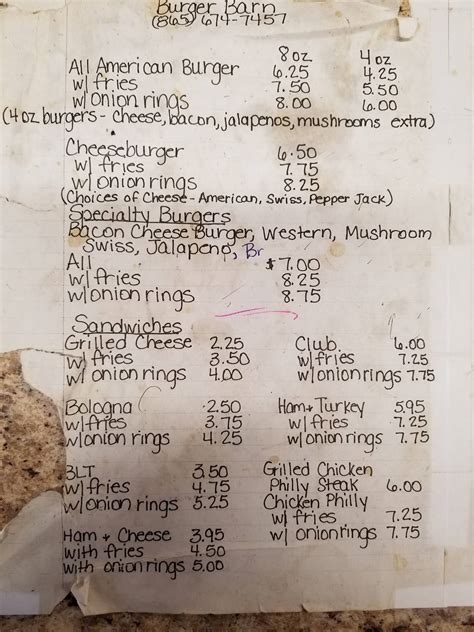 Burger Barn
(865) 674-7457
8oz 4oz
All American Burger 6.25 4.25
w/ fries 7.50 5.50
w/ onion rings 8.00 6.00
(4oz burgers - cheese, bacon, jalapenos, mushrooms extra)
Cheeseburger 6.50
w/ fries 7.75
w/ onion rings 8.25
(Choices of Cheese - American, Swiss, Pepper Jack)
Specialty Burgers
Bacon Cheese Burger, Western, Mushroom
Swiss, Jalapeno, Br
All $7.00
w/ fries 8.25
w/ onion rings 8.75
Sandwiches
Grilled Cheese 2.25 Club 6.00
w/ fries 3.50 w/ fries 7.25
w/ onion rings 4.00 w/ onion rings 7.75
Bologna 2.50 Ham + Turkey 5.95
w/ fries 3.75 w/ fries 7.25
w/ onion rings 4.25 w/ onion rings 7.75
BLT 3.50 Grilled Chicken
w/ fries 4.75 Philly Steak 6.00
w/ onion rings 5.25 Chicken Philly
w/ fries 7.25
Ham + Cheese 3.95 w/ onion rings 7.75
with fries 4.50
with onion rings 5.00